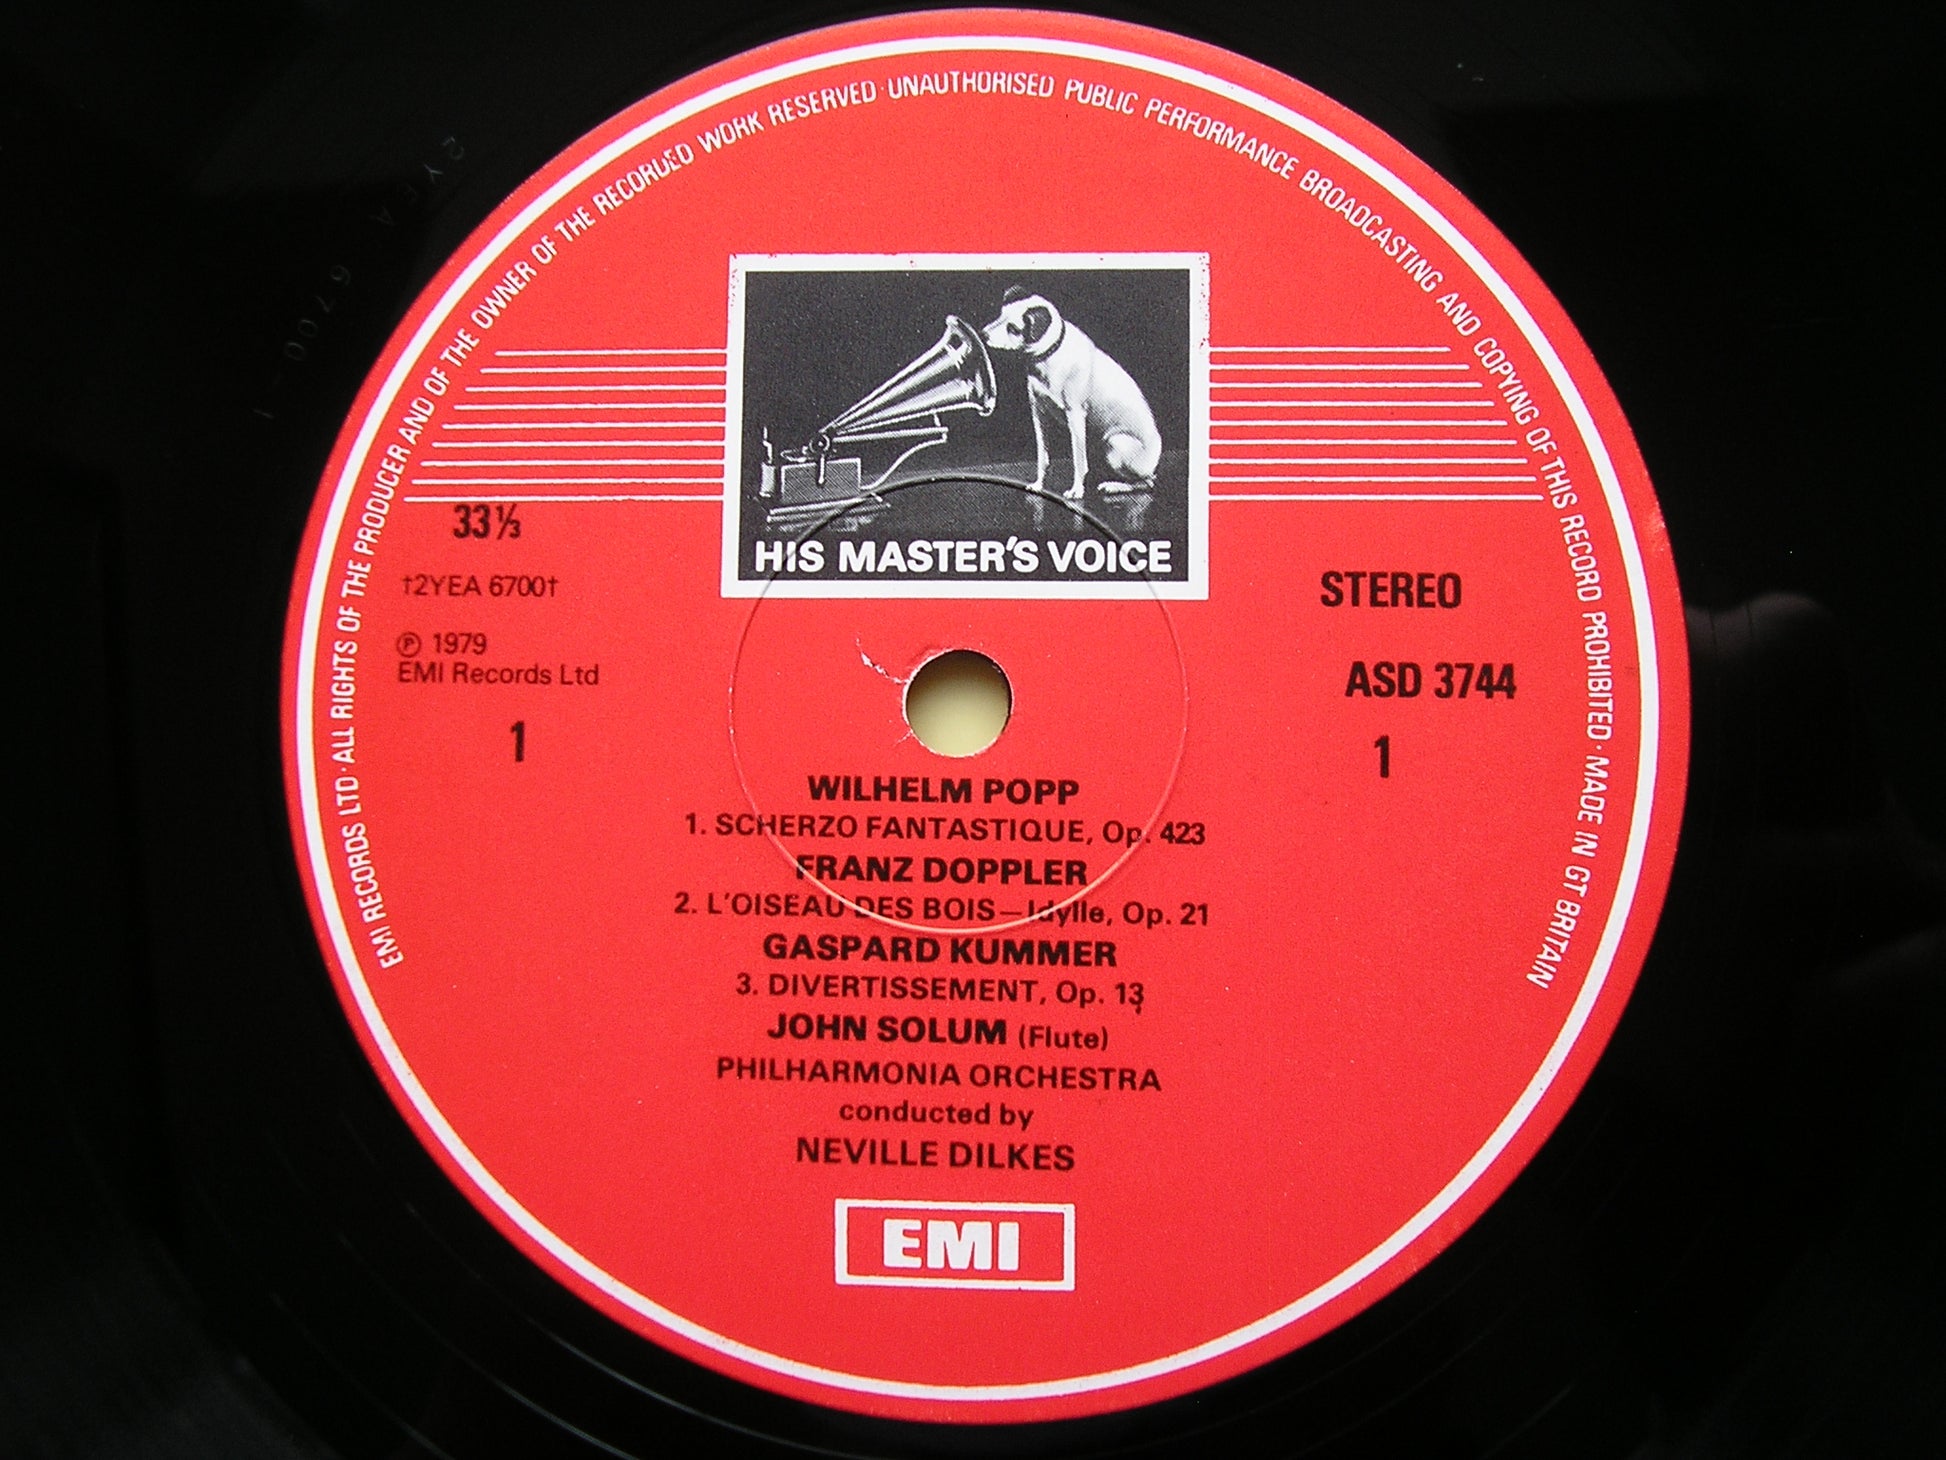 EMI RECORDS LTD · ALL RIGHTS OF THE PRODUCER AND OF THE OWNER OF THE RECORDED WORK RESERVED · UNAUTHORISED PUBLIC PERFORMANCE BROADCASTING AND COPYING OF THIS RECORD PROHIBITED · MADE IN GT BRITAIN
2YEA 6700-1
HIS MASTER'S VOICE
33⅓
†2YEA 6700†
℗ 1979
EMI Records Ltd
1
STEREO
ASD 3744
1
WILHELM POPP
1. SCHERZO FANTASTIQUE, Op. 423
FRANZ DOPPLER
2. L'OISEAU DES BOIS—Idylle, Op. 21
GASPARD KUMMER
3. DIVERTISSEMENT, Op. 13
JOHN SOLUM (Flute)
PHILHARMONIA ORCHESTRA
conducted by
NEVILLE DILKES
EMI